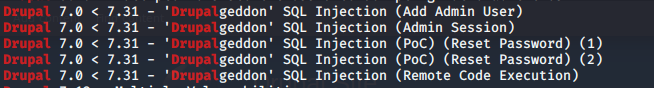 Drupal 7.0 < 7.31 - 'Drupalgeddon' SQL Injection (Add Admin User)
Drupal 7.0 < 7.31 - 'Drupalgeddon' SQL Injection (Admin Session)
Drupal 7.0 < 7.31 - 'Drupalgeddon' SQL Injection (PoC) (Reset Password) (1)
Drupal 7.0 < 7.31 - 'Drupalgeddon' SQL Injection (PoC) (Reset Password) (2)
Drupal 7.0 < 7.31 - 'Drupalgeddon' SQL Injection (Remote Code Execution)